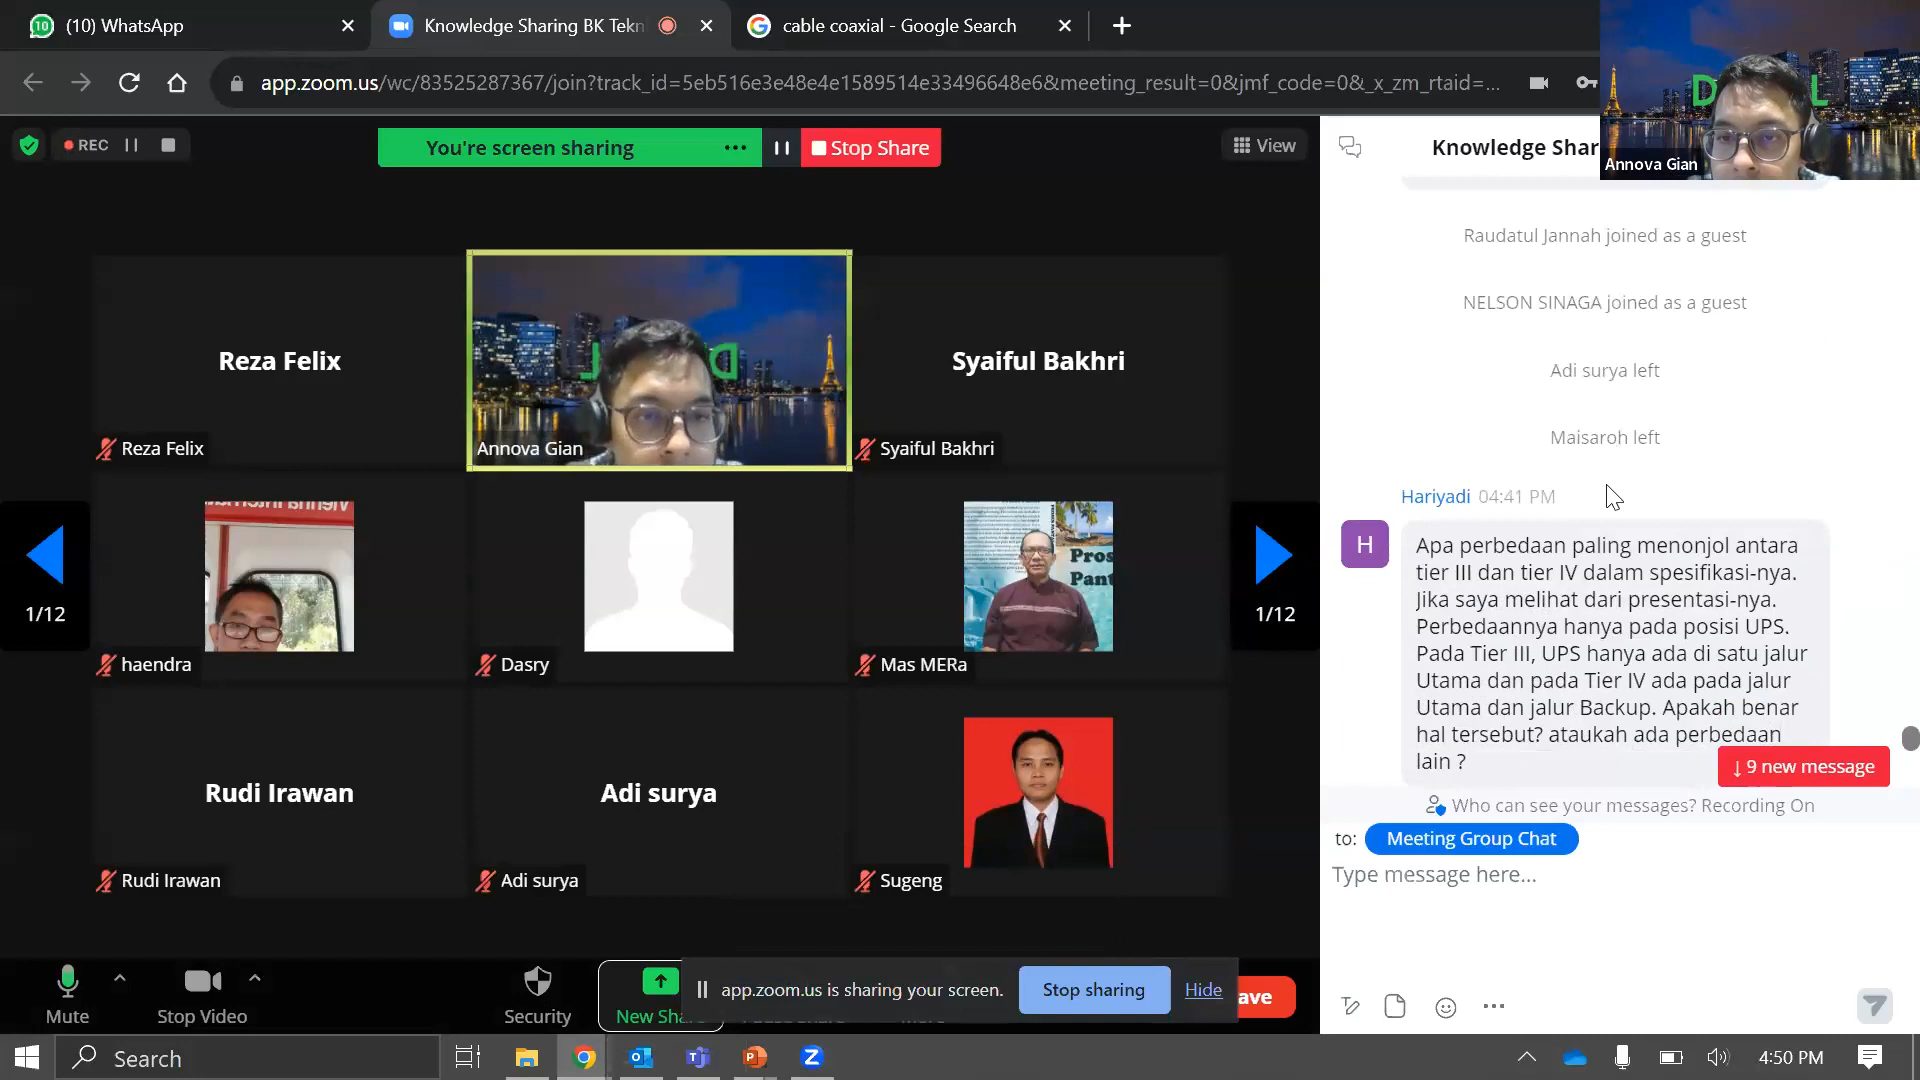 (10) WhatsApp
Knowledge Sharing BK Tekn
cable coaxial - Google Search
app.zoom.us/wc/83525287367/join?track_id=5eb516e3e48e4e1589514e33496648e6&meeting_result=0&jmf_code=0&_x_zm_rtaid=...
REC
You're screen sharing
Stop Share
View
Knowledge Shar
Annova Gian
Raudatul Jannah joined as a guest
NELSON SINAGA joined as a guest
Adi surya left
Maisaroh left
Hariyadi 04:41 PM
H
Apa perbedaan paling menonjol antara
tier III dan tier IV dalam spesifikasi-nya.
Jika saya melihat dari presentasi-nya.
Perbedaannya hanya pada posisi UPS.
Pada Tier III, UPS hanya ada di satu jalur
Utama dan pada Tier IV ada pada jalur
Utama dan jalur Backup. Apakah benar
hal tersebut? ataukah ada perbedaan
lain ?
↓ 9 new message
Who can see your messages? Recording On
to: Meeting Group Chat
Type message here...
Reza Felix
Reza Felix
Annova Gian
Syaiful Bakhri
Syaiful Bakhri
haendra
Dasry
Pros
Pant
Mas MERa
1/12
1/12
Rudi Irawan
Rudi Irawan
Adi surya
Adi surya
Sugeng
Mute
Stop Video
Security
New Sha
app.zoom.us is sharing your screen.
Stop sharing
Hide
ave
Search
4:50 PM